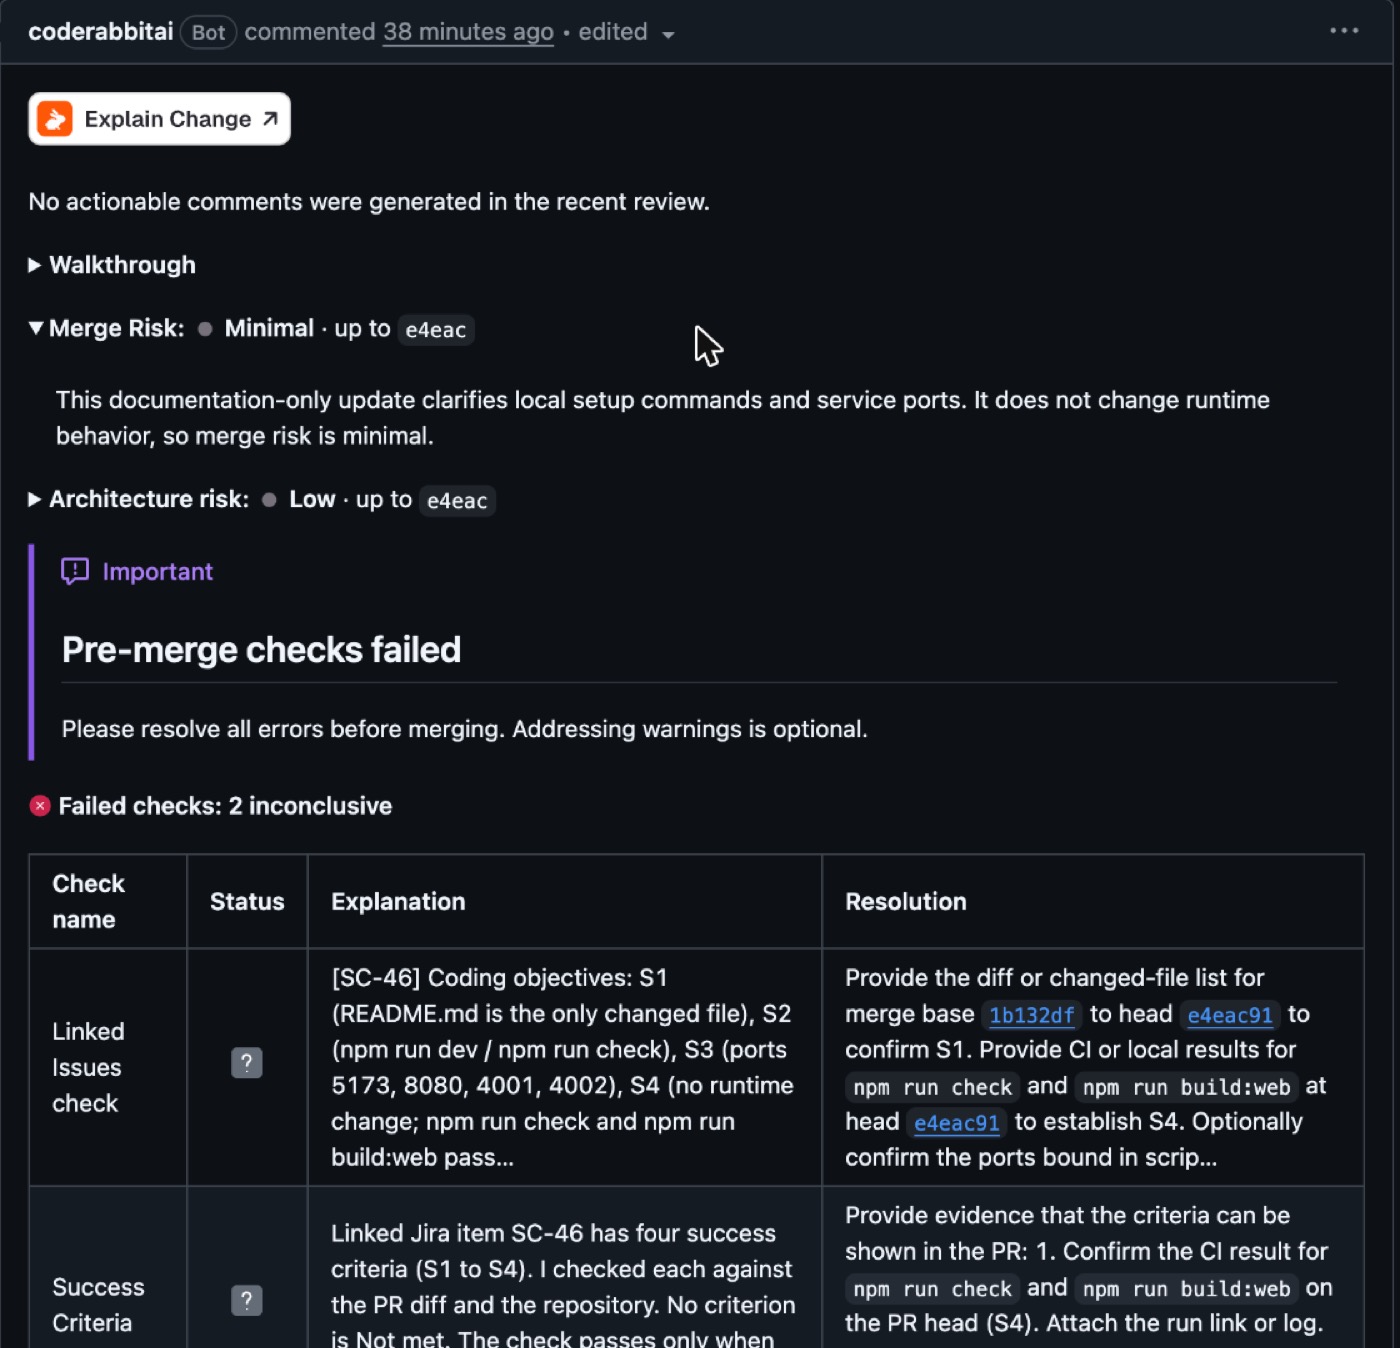 coderabbitai Bot commented 38 minutes ago • edited
Explain Change
No actionable comments were generated in the recent review.
Walkthrough
Merge Risk: Minimal · up to e4eac
This documentation-only update clarifies local setup commands and service ports. It does not change runtime
behavior, so merge risk is minimal.
Architecture risk: Low · up to e4eac
Important
Pre-merge checks failed
Please resolve all errors before merging. Addressing warnings is optional.
Failed checks: 2 inconclusive
Check
name
Status
Explanation
Resolution
Linked
Issues
check
?
[SC-46] Coding objectives: S1
(README.md is the only changed file), S2
(npm run dev / npm run check), S3 (ports
5173, 8080, 4001, 4002), S4 (no runtime
change; npm run check and npm run
build:web pass...
Provide the diff or changed-file list for
merge base 1b132df to head e4eac91 to
confirm S1. Provide CI or local results for
npm run check and npm run build:web at
head e4eac91 to establish S4. Optionally
confirm the ports bound in scrip...
Success
Criteria
?
Linked Jira item SC-46 has four success
criteria (S1 to S4). I checked each against
the PR diff and the repository. No criterion
is Not met. The check passes only when
Provide evidence that the criteria can be
shown in the PR: 1. Confirm the CI result for
npm run check and npm run build:web on
the PR head (S4). Attach the run link or log.